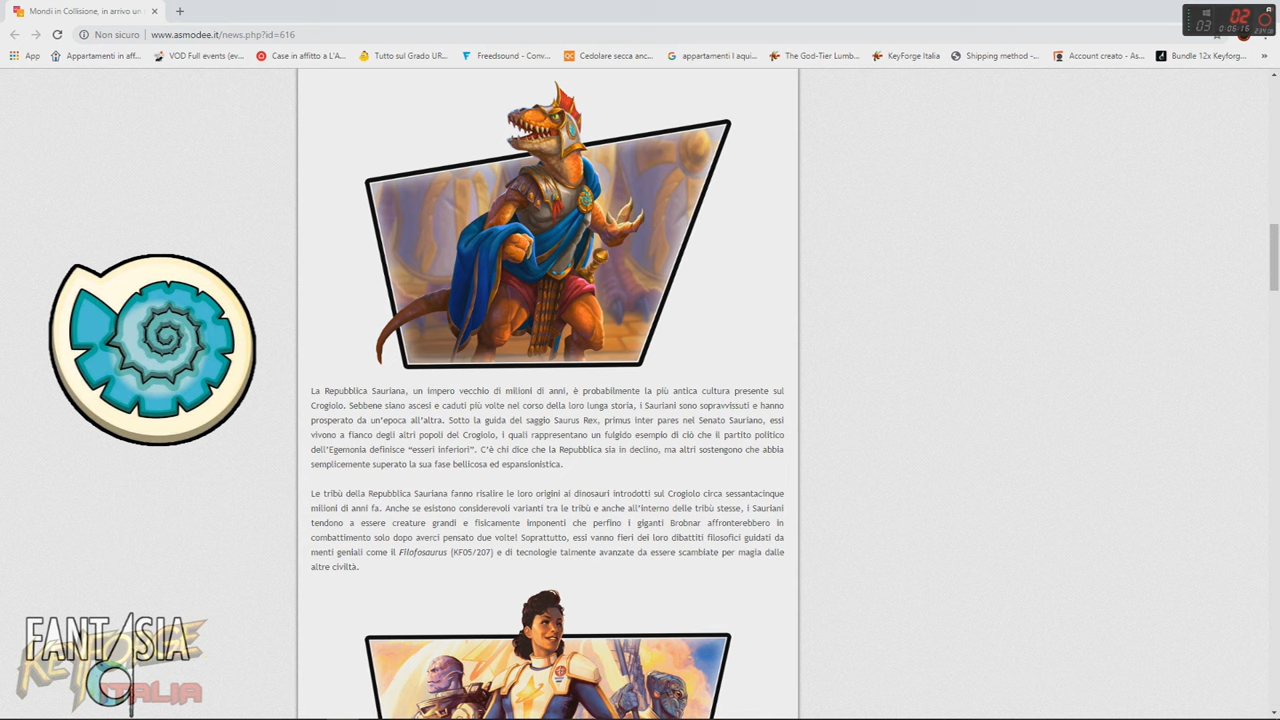 Mondi in Collisione, in arrivo un
Non sicuro | www.asmodee.it/news.php?id=616
App
Appartamenti in aff...
VOD Full events (ev...
Case in affitto a L'A...
Tutto sul Grado UR...
Freedsound - Conv...
Cedolare secca anc...
appartamenti l aqui...
The God-Tier Lumb...
KeyForge Italia
Shipping method -...
Account creato - As...
Bundle 12x Keyforg...
03
02
0:06:16
La Repubblica Sauriana, un impero vecchio di milioni di anni, è probabilmente la più antica cultura presente sul
Crogiolo. Sebbene siano ascesi e caduti più volte nel corso della loro lunga storia, i Sauriani sono sopravvissuti e hanno
prosperato da un'epoca all'altra. Sotto la guida del saggio Saurus Rex, primus inter pares nel Senato Sauriano, essi
vivono a fianco degli altri popoli del Crogiolo, i quali rappresentano un fulgido esempio di ciò che il partito politico
dell'Egemonia definisce “esseri inferiori”. C'è chi dice che la Repubblica sia in declino, ma altri sostengono che abbia
semplicemente superato la sua fase bellicosa ed espansionistica.
Le tribù della Repubblica Sauriana fanno risalire le loro origini ai dinosauri introdotti sul Crogiolo circa sessantacinque
milioni di anni fa. Anche se esistono considerevoli varianti tra le tribù e anche all'interno delle tribù stesse, i Sauriani
tendono a essere creature grandi e fisicamente imponenti che perfino i giganti Brobnar affronterebbero in
combattimento solo dopo averci pensato due volte! Soprattutto, essi vanno fieri dei loro dibattiti filosofici guidati da
menti geniali come il Filofosaurus (KF05/207) e di tecnologie talmente avanzate da essere scambiate per magia dalle
altre civiltà.
FANTASIA
KEYFORGE
ITALIA